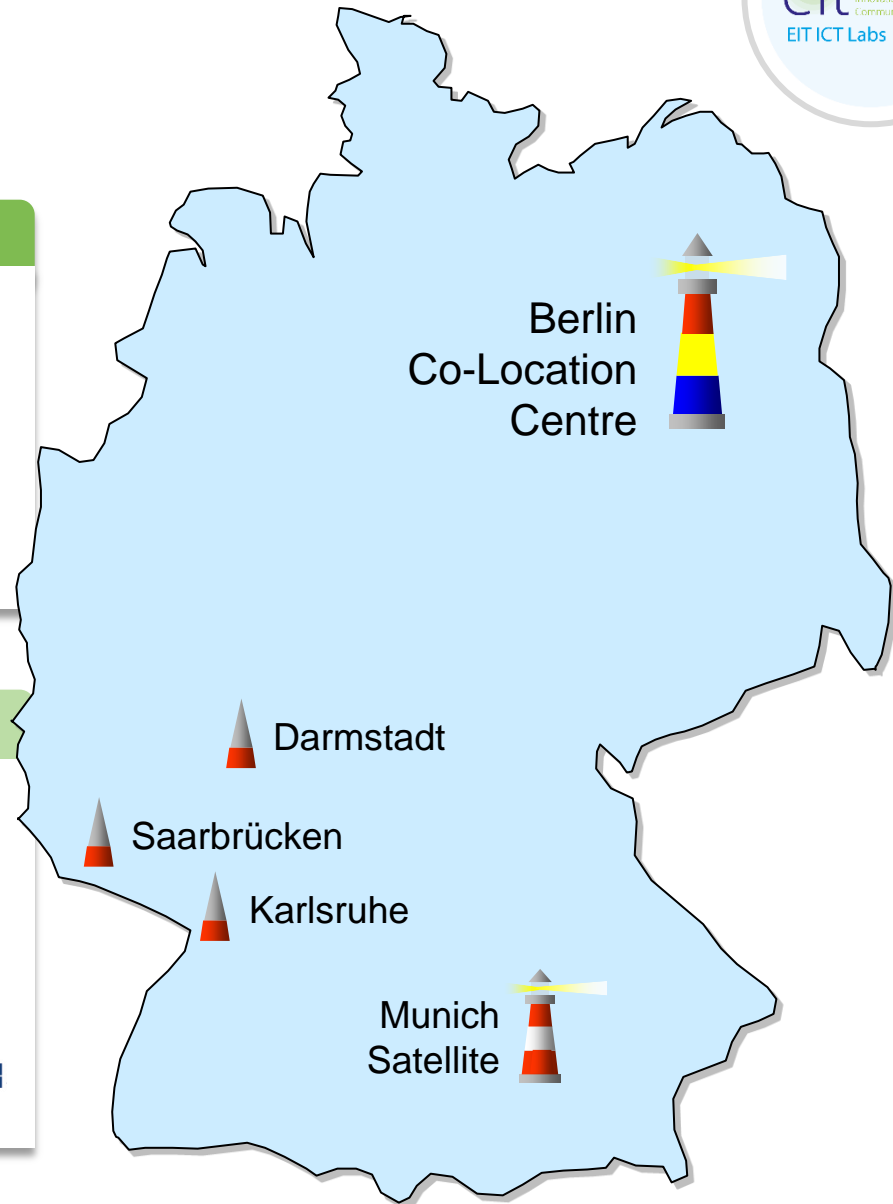 EIT ICT Labs
Berlin
Co-Location
Centre
Darmstadt
Saarbrücken
Karlsruhe
Munich
Satellite